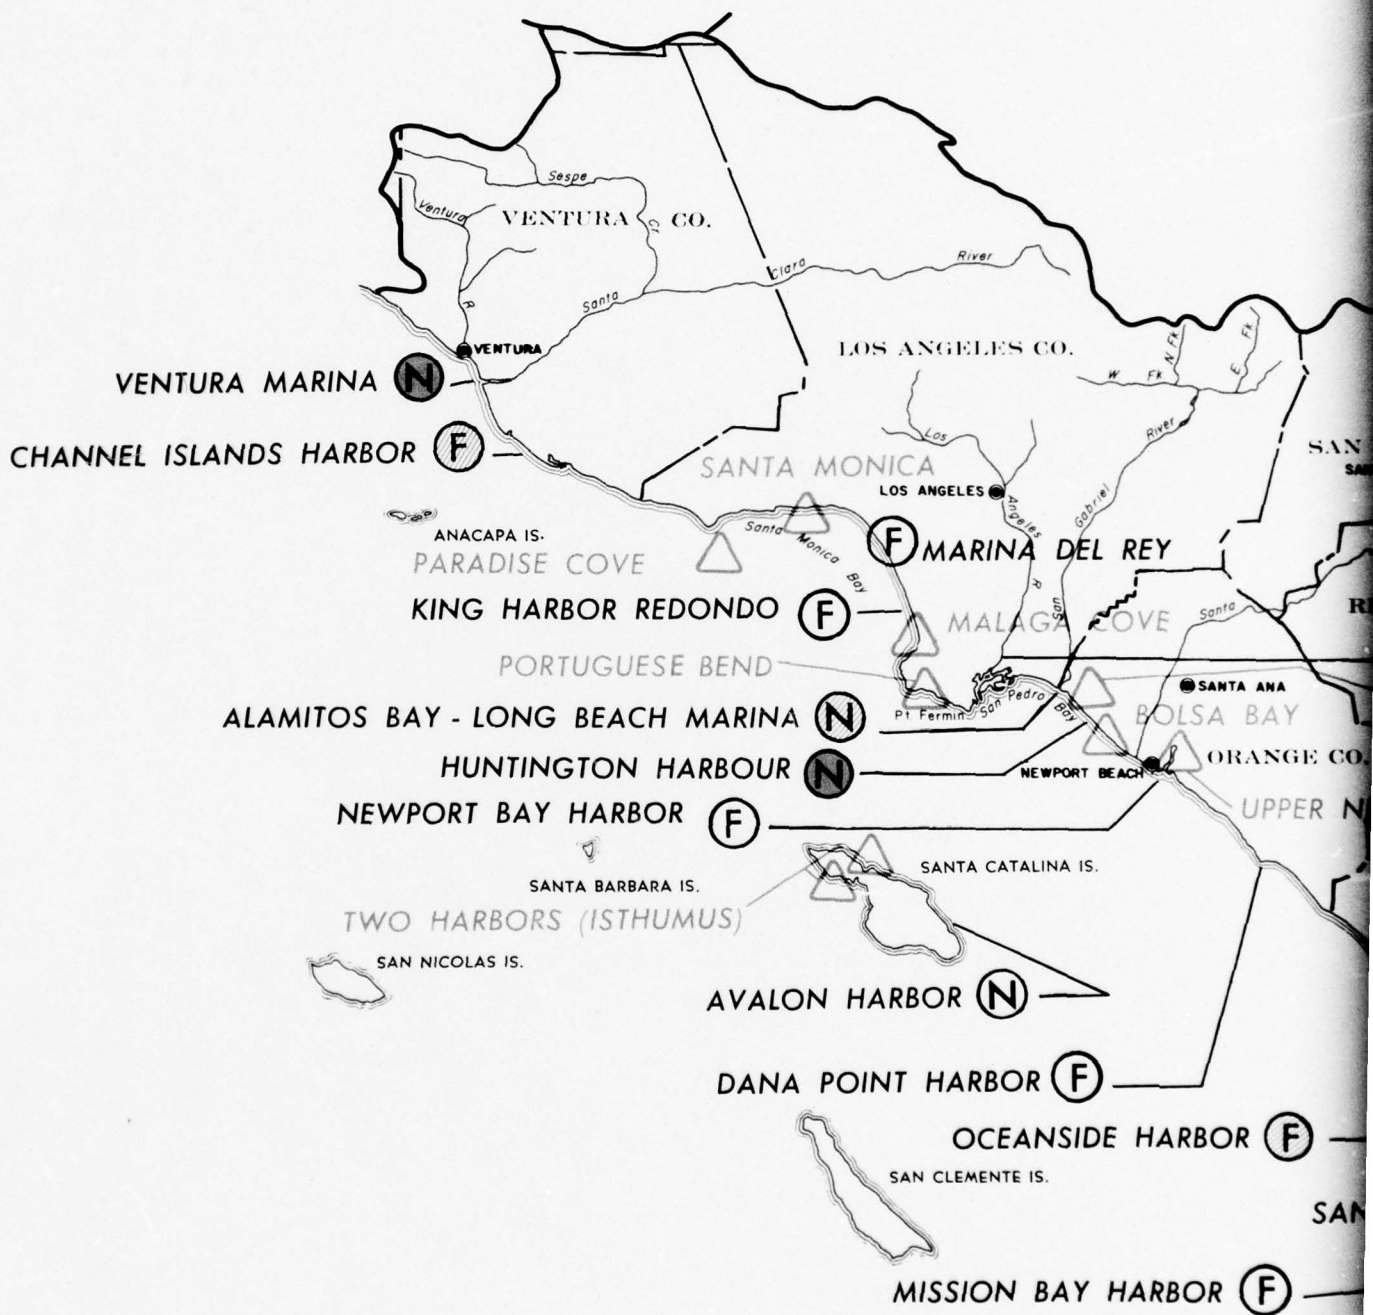 Sespe
Cr.
Ventura
R
VENTURA CO.
Santa Clara River
VENTURA
LOS ANGELES CO.
W Fk
N Fk
E Fk
VENTURA MARINA N
CHANNEL ISLANDS HARBOR F
Los Angeles R
San Gabriel River
SAN
SANTA MONICA
LOS ANGELES
ANACAPA IS.
Santa Monica Bay
F MARINA DEL REY
PARADISE COVE
KING HARBOR REDONDO F
MALAGA COVE
Santa
PORTUGUESE BEND
SANTA ANA
ALAMITOS BAY - LONG BEACH MARINA N
Pt. Fermin
San Pedro Bay
BOLSA BAY
HUNTINGTON HARBOUR N
NEWPORT BEACH
ORANGE CO.
NEWPORT BAY HARBOR F
UPPER N
SANTA CATALINA IS.
SANTA BARBARA IS.
TWO HARBORS (ISTHUMUS)
SAN NICOLAS IS.
AVALON HARBOR N
DANA POINT HARBOR F
OCEANSIDE HARBOR F
SAN CLEMENTE IS.
SAN
MISSION BAY HARBOR F